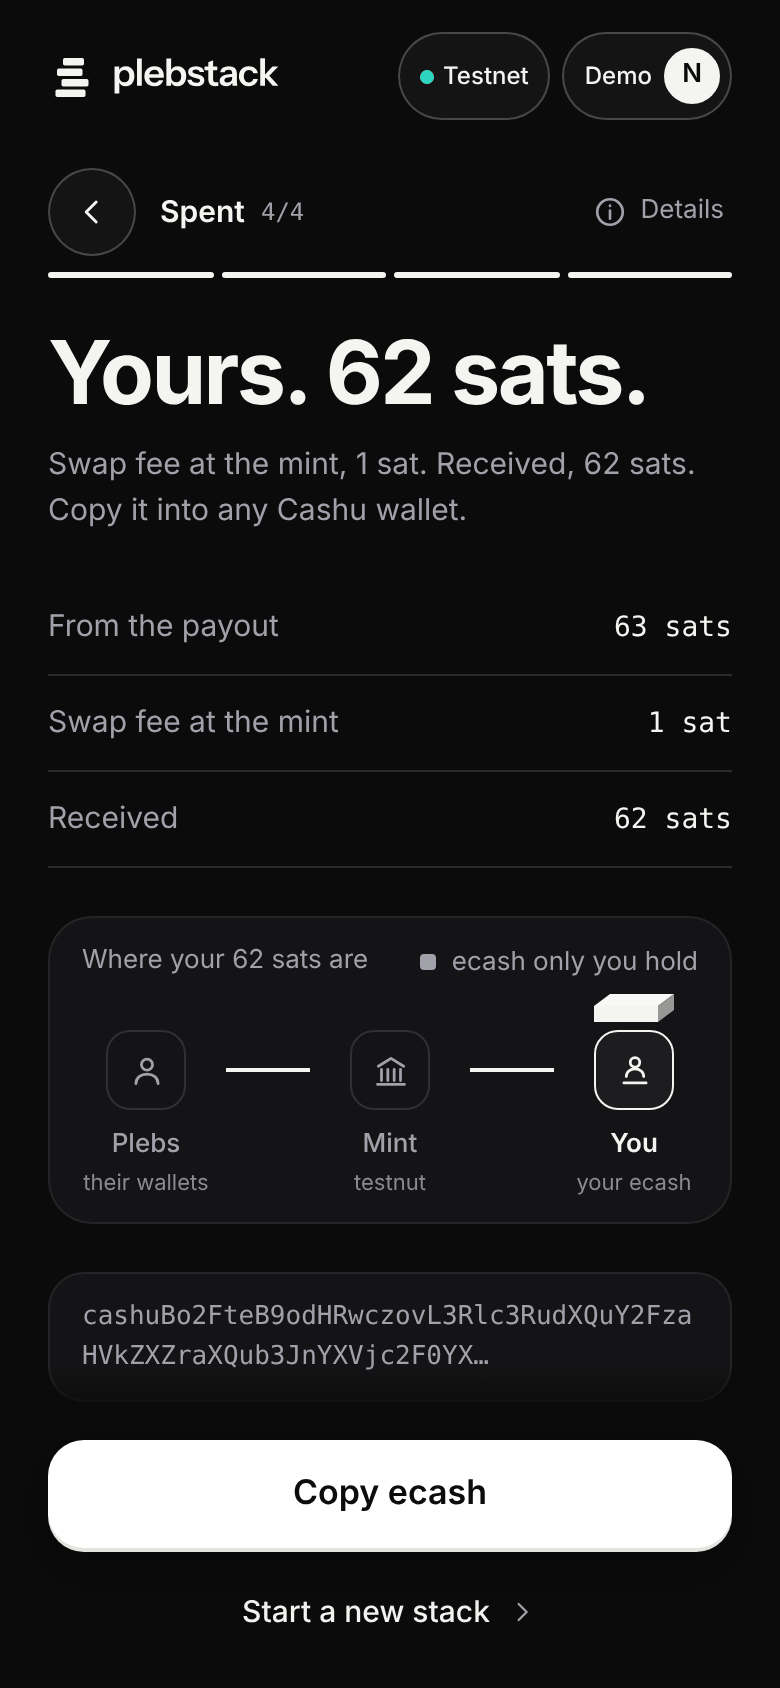 plebstack
Testnet
Demo N
Spent 4/4
Details
Yours. 62 sats.
Swap fee at the mint, 1 sat. Received, 62 sats.
Copy it into any Cashu wallet.
From the payout 63 sats
Swap fee at the mint 1 sat
Received 62 sats
Where your 62 sats are
ecash only you hold
Plebs
their wallets
Mint
testnut
You
your ecash
cashuBo2FteB9odHRwczovL3Rlc3RudXQuY2Fza
HVkZXZraXQub3JnYXVjc2F0YX…
Copy ecash
Start a new stack